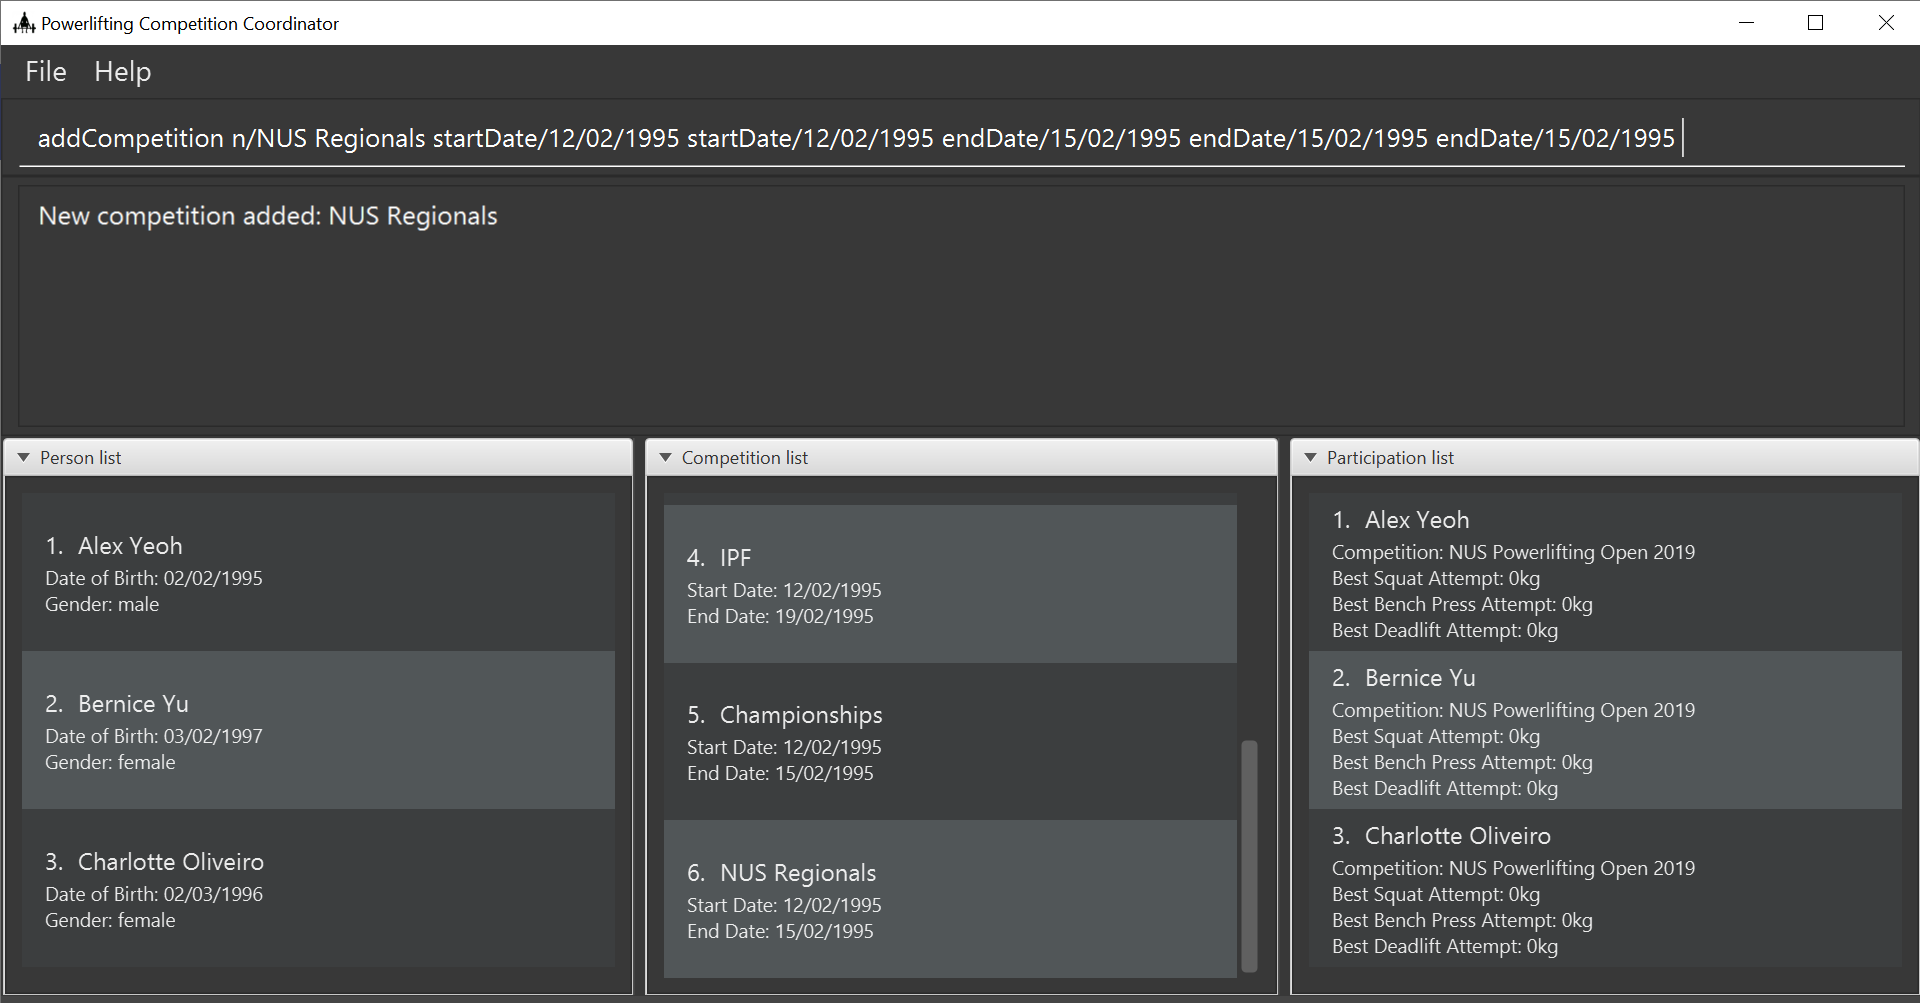 Powerlifting Competition Coordinator
File Help
addCompetition n/NUS Regionals startDate/12/02/1995 startDate/12/02/1995 endDate/15/02/1995 endDate/15/02/1995 endDate/15/02/1995
New competition added: NUS Regionals
Person list
1. Alex Yeoh
Date of Birth: 02/02/1995
Gender: male
2. Bernice Yu
Date of Birth: 03/02/1997
Gender: female
3. Charlotte Oliveiro
Date of Birth: 02/03/1996
Gender: female
Competition list
4. IPF
Start Date: 12/02/1995
End Date: 19/02/1995
5. Championships
Start Date: 12/02/1995
End Date: 15/02/1995
6. NUS Regionals
Start Date: 12/02/1995
End Date: 15/02/1995
Participation list
1. Alex Yeoh
Competition: NUS Powerlifting Open 2019
Best Squat Attempt: 0kg
Best Bench Press Attempt: 0kg
Best Deadlift Attempt: 0kg
2. Bernice Yu
Competition: NUS Powerlifting Open 2019
Best Squat Attempt: 0kg
Best Bench Press Attempt: 0kg
Best Deadlift Attempt: 0kg
3. Charlotte Oliveiro
Competition: NUS Powerlifting Open 2019
Best Squat Attempt: 0kg
Best Bench Press Attempt: 0kg
Best Deadlift Attempt: 0kg